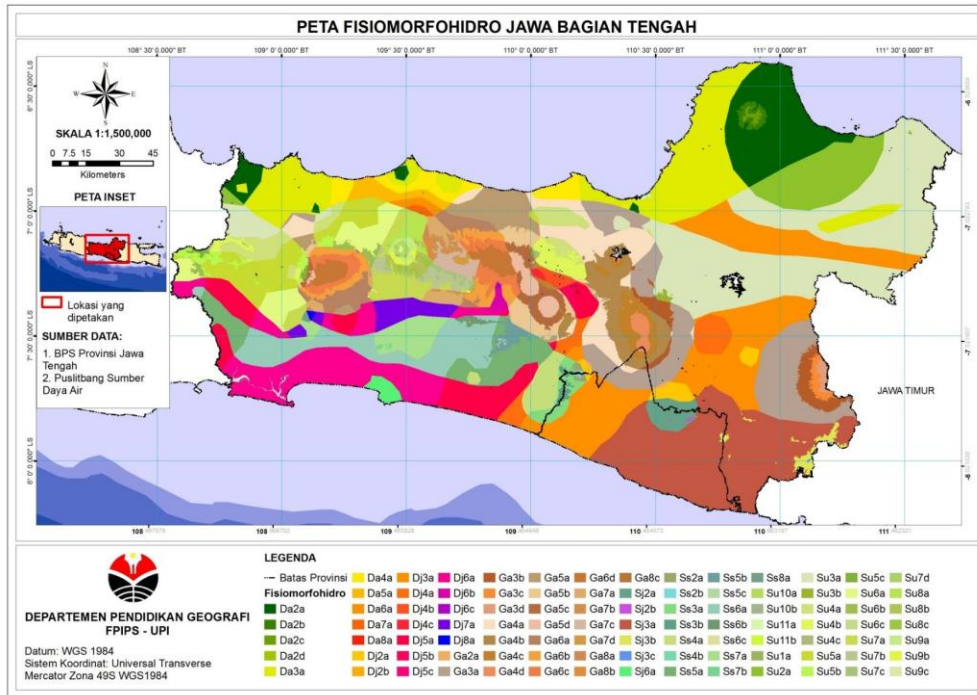 PETA FISIOMORFOHIDRO JAWA BAGIAN TENGAH
108° 30' 0.000" BT 109° 0' 0.000" BT 109° 30' 0.000" BT 110° 0' 0.000" BT 110° 30' 0.000" BT 111° 0' 0.000" BT 111° 30' 0.000" BT
N
W E
S
SKALA 1:1,500,000
0 7.5 15 30 45
Kilometers
PETA INSET
Lokasi yang
dipetakan
SUMBER DATA:
1. BPS Provinsi Jawa
Tengah
2. Puslitbang Sumber
Daya Air
6° 30' 0.000" LS
7° 0' 0.000" LS
7° 30' 0.000" LS
8° 0' 0.000" LS
JAWA TIMUR
DEPARTEMEN PENDIDIKAN GEOGRAFI
FPIPS - UPI
Datum: WGS 1984
Sistem Koordinat: Universal Transverse
Mercator Zona 49S WGS1984
LEGENDA
Batas Provinsi Da4a Dj3a Dj6a Ga3b Ga5a Ga6d Ga8c Ss2a Ss5b Ss8a Su3a Su5c Su7d
Fisiomorfohidro Da5a Dj4a Dj6b Ga3c Ga5b Ga7a Sj2a Ss2b Ss5c Su10a Su3b Su6a Su8a
Da2a Da6a Dj4b Dj6c Ga3d Ga5c Ga7b Sj2b Ss3a Ss6a Su10b Su4a Su6b Su8b
Da2b Da7a Dj4c Dj7a Ga4a Ga5d Ga7c Sj3a Ss3b Ss6b Su11a Su4b Su6c Su8c
Da2c Da8a Dj5a Dj8a Ga4b Ga6a Ga7d Sj3b Ss4a Ss6c Su11b Su4c Su7a Su9a
Da2d Dj2a Dj5b Ga2a Ga4c Ga6b Ga8a Sj3c Ss4b Ss7a Su1a Su5a Su7b Su9b
Da3a Dj2b Dj5c Ga3a Ga4d Ga6c Ga8b Sj6a Ss5a Ss7b Su2a Su5b Su7c Su9c